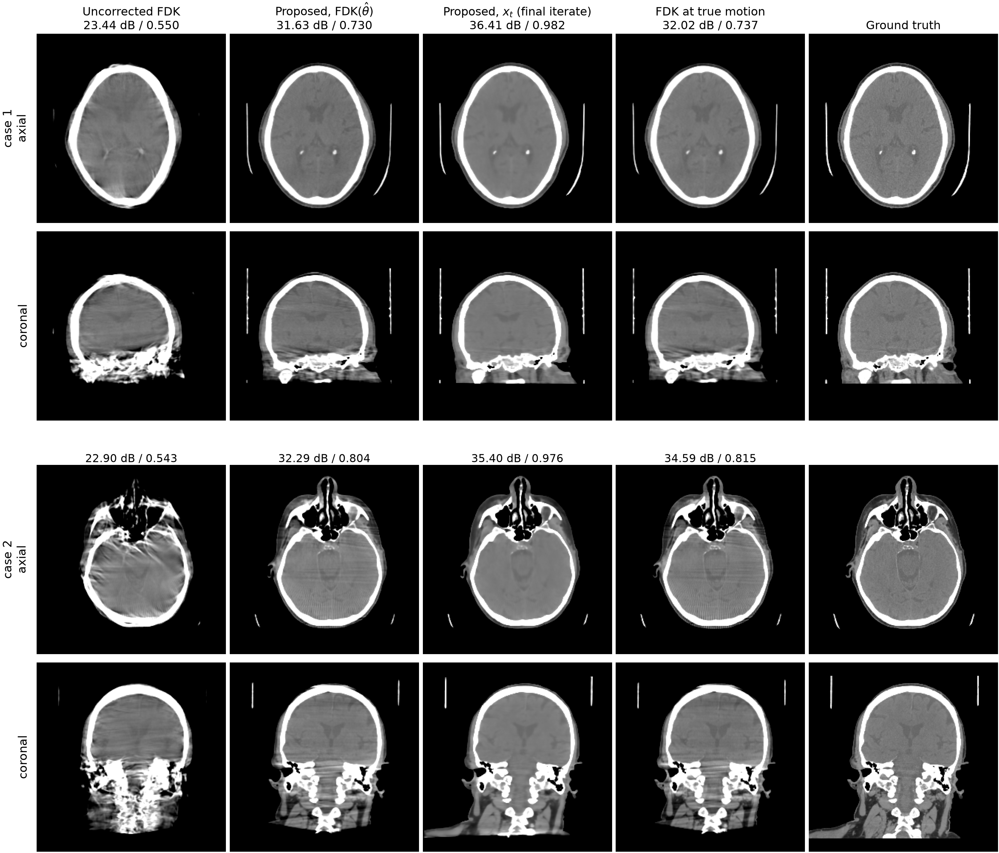 Uncorrected FDK
23.44 dB / 0.550
Proposed, FDK(θ̂)
31.63 dB / 0.730
Proposed, xₜ (final iterate)
36.41 dB / 0.982
FDK at true motion
32.02 dB / 0.737
Ground truth
case 1
axial
coronal
22.90 dB / 0.543
32.29 dB / 0.804
35.40 dB / 0.976
34.59 dB / 0.815
case 2
axial
coronal